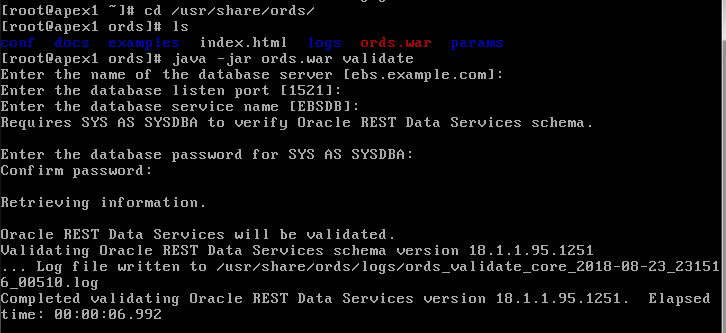 [root@apex1 ~]# cd /usr/share/ords/
[root@apex1 ords]# ls
conf docs examples index.html logs ords.war params
[root@apex1 ords]# java -jar ords.war validate
Enter the name of the database server [ebs.example.com]:
Enter the database listen port [1521]:
Enter the database service name [EBSDB]:
Requires SYS AS SYSDBA to verify Oracle REST Data Services schema.
Enter the database password for SYS AS SYSDBA:
Confirm password:
Retrieving information.
Oracle REST Data Services will be validated.
Validating Oracle REST Data Services schema version 18.1.1.95.1251
... Log file written to /usr/share/ords/logs/ords_validate_core_2018-08-23_23151
6_00510.log
Completed validating Oracle REST Data Services version 18.1.1.95.1251.  Elapsed
time: 00:00:06.992